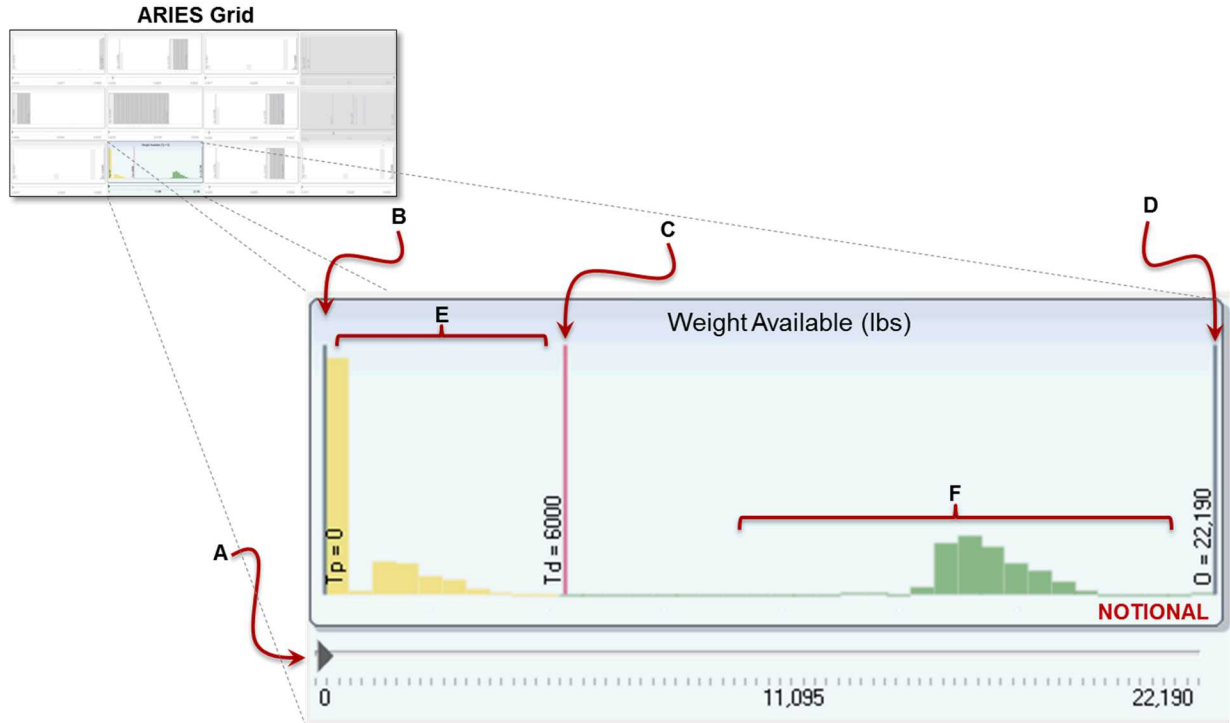 ARIES Grid
B
C
D
E
Weight Available (lbs)
Tp = 0
Td = 6000
F
O = 22,190
A
NOTIONAL
0
11,095
22,190